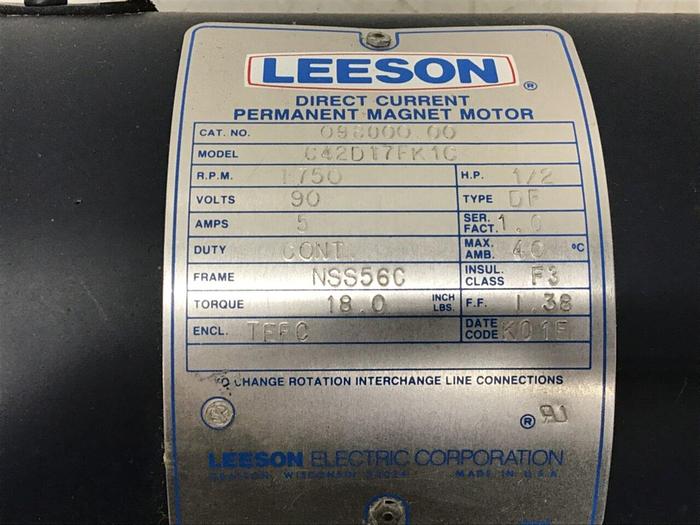 LEESON ®
DIRECT CURRENT
PERMANENT MAGNET MOTOR
CAT. NO. 098000.00
MODEL C42D17FK1C
R.P.M. 1750 H.P. 1/2
VOLTS 90 TYPE DF
AMPS 5 SER. FACT. 1.0
DUTY CONT. MAX. AMB. 40 °C
FRAME NSS56C INSUL. CLASS F3
TORQUE 18.0 INCH LBS. F.F. 1.38
ENCL. TEFC DATE CODE
TO CHANGE ROTATION INTERCHANGE LINE CONNECTIONS
®
LEESON ELECTRIC CORPORATION
GRAFTON, WISCONSIN 53024 MADE IN U.S.A.